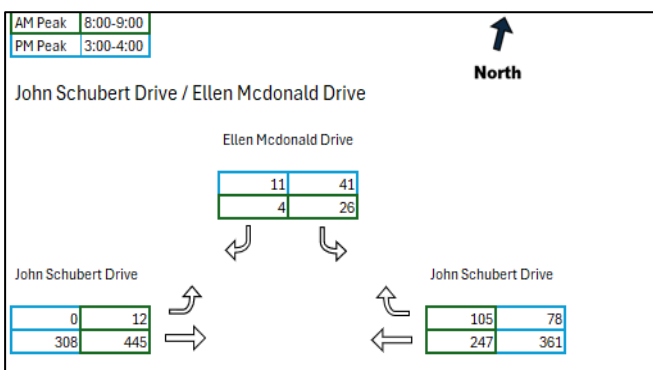 AM Peak 8:00-9:00
PM Peak 3:00-4:00
North
John Schubert Drive / Ellen Mcdonald Drive
Ellen Mcdonald Drive
11 41
4 26
John Schubert Drive John Schubert Drive
0 12 105 78
308 445 247 361